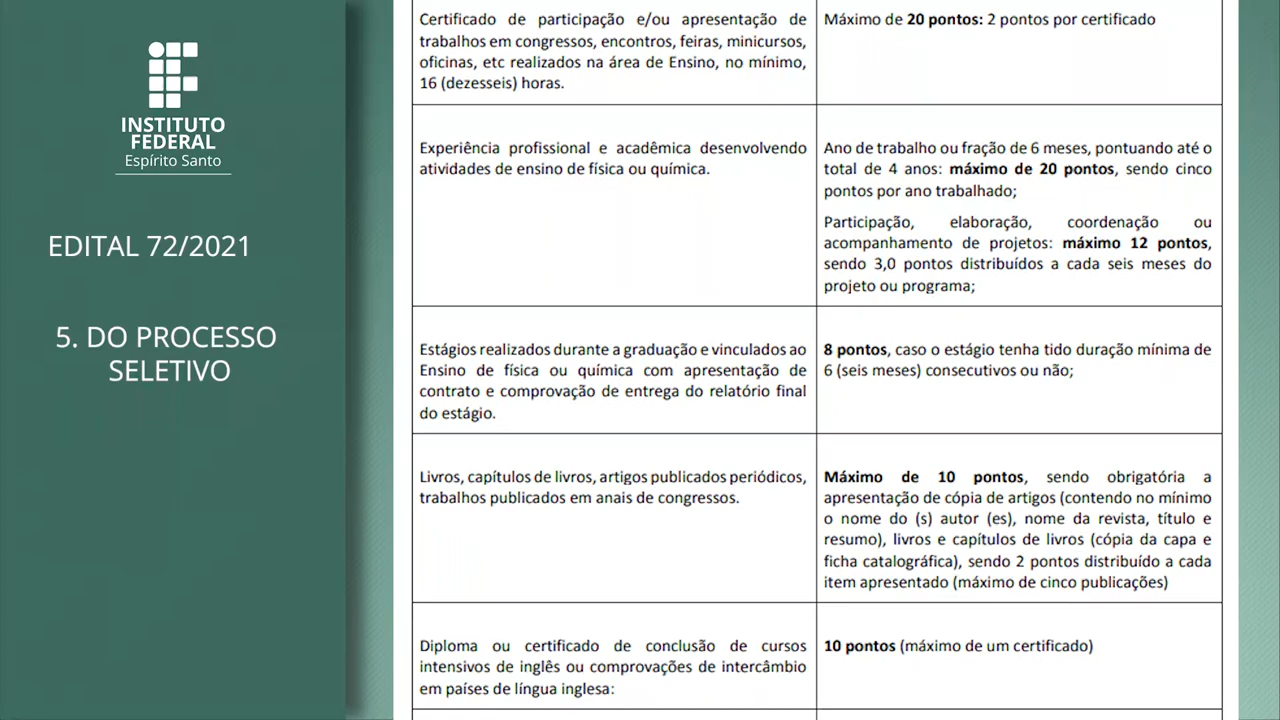 INSTITUTO
FEDERAL
Espírito Santo
EDITAL 72/2021
5. DO PROCESSO
SELETIVO
Certificado de participação e/ou apresentação de
trabalhos em congressos, encontros, feiras, minicursos,
oficinas, etc realizados na área de Ensino, no mínimo,
16 (dezesseis) horas.
Máximo de 20 pontos: 2 pontos por certificado
Experiência profissional e acadêmica desenvolvendo
atividades de ensino de física ou química.
Ano de trabalho ou fração de 6 meses, pontuando até o
total de 4 anos: máximo de 20 pontos, sendo cinco
pontos por ano trabalhado;
Participação, elaboração, coordenação ou
acompanhamento de projetos: máximo 12 pontos,
sendo 3,0 pontos distribuídos a cada seis meses do
projeto ou programa;
Estágios realizados durante a graduação e vinculados ao
Ensino de física ou química com apresentação de
contrato e comprovação de entrega do relatório final
do estágio.
8 pontos, caso o estágio tenha tido duração mínima de
6 (seis meses) consecutivos ou não;
Livros, capítulos de livros, artigos publicados periódicos,
trabalhos publicados em anais de congressos.
Máximo de 10 pontos, sendo obrigatória a
apresentação de cópia de artigos (contendo no mínimo
o nome do (s) autor (es), nome da revista, título e
resumo), livros e capítulos de livros (cópia da capa e
ficha catalográfica), sendo 2 pontos distribuído a cada
item apresentado (máximo de cinco publicações)
Diploma ou certificado de conclusão de cursos
intensivos de inglês ou comprovações de intercâmbio
em países de língua inglesa:
10 pontos (máximo de um certificado)